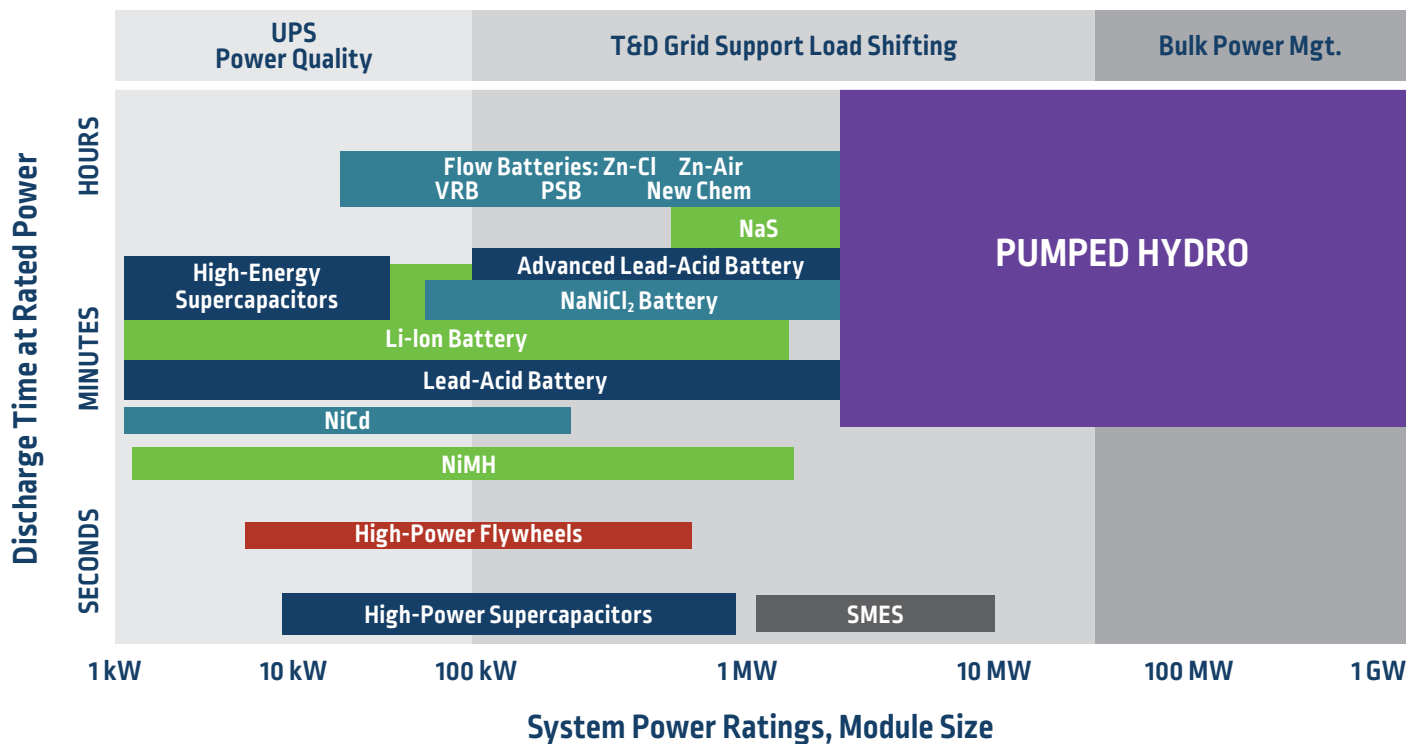 UPS
Power Quality
T&D Grid Support Load Shifting
Bulk Power Mgt.
Discharge Time at Rated Power
HOURS
MINUTES
SECONDS
Flow Batteries: Zn-Cl Zn-Air
VRB PSB New Chem
NaS
PUMPED HYDRO
High-Energy
Supercapacitors
Advanced Lead-Acid Battery
NaNiCl₂ Battery
Li-Ion Battery
Lead-Acid Battery
NiCd
NiMH
High-Power Flywheels
High-Power Supercapacitors
SMES
1 kW 10 kW 100 kW 1 MW 10 MW 100 MW 1 GW
System Power Ratings, Module Size